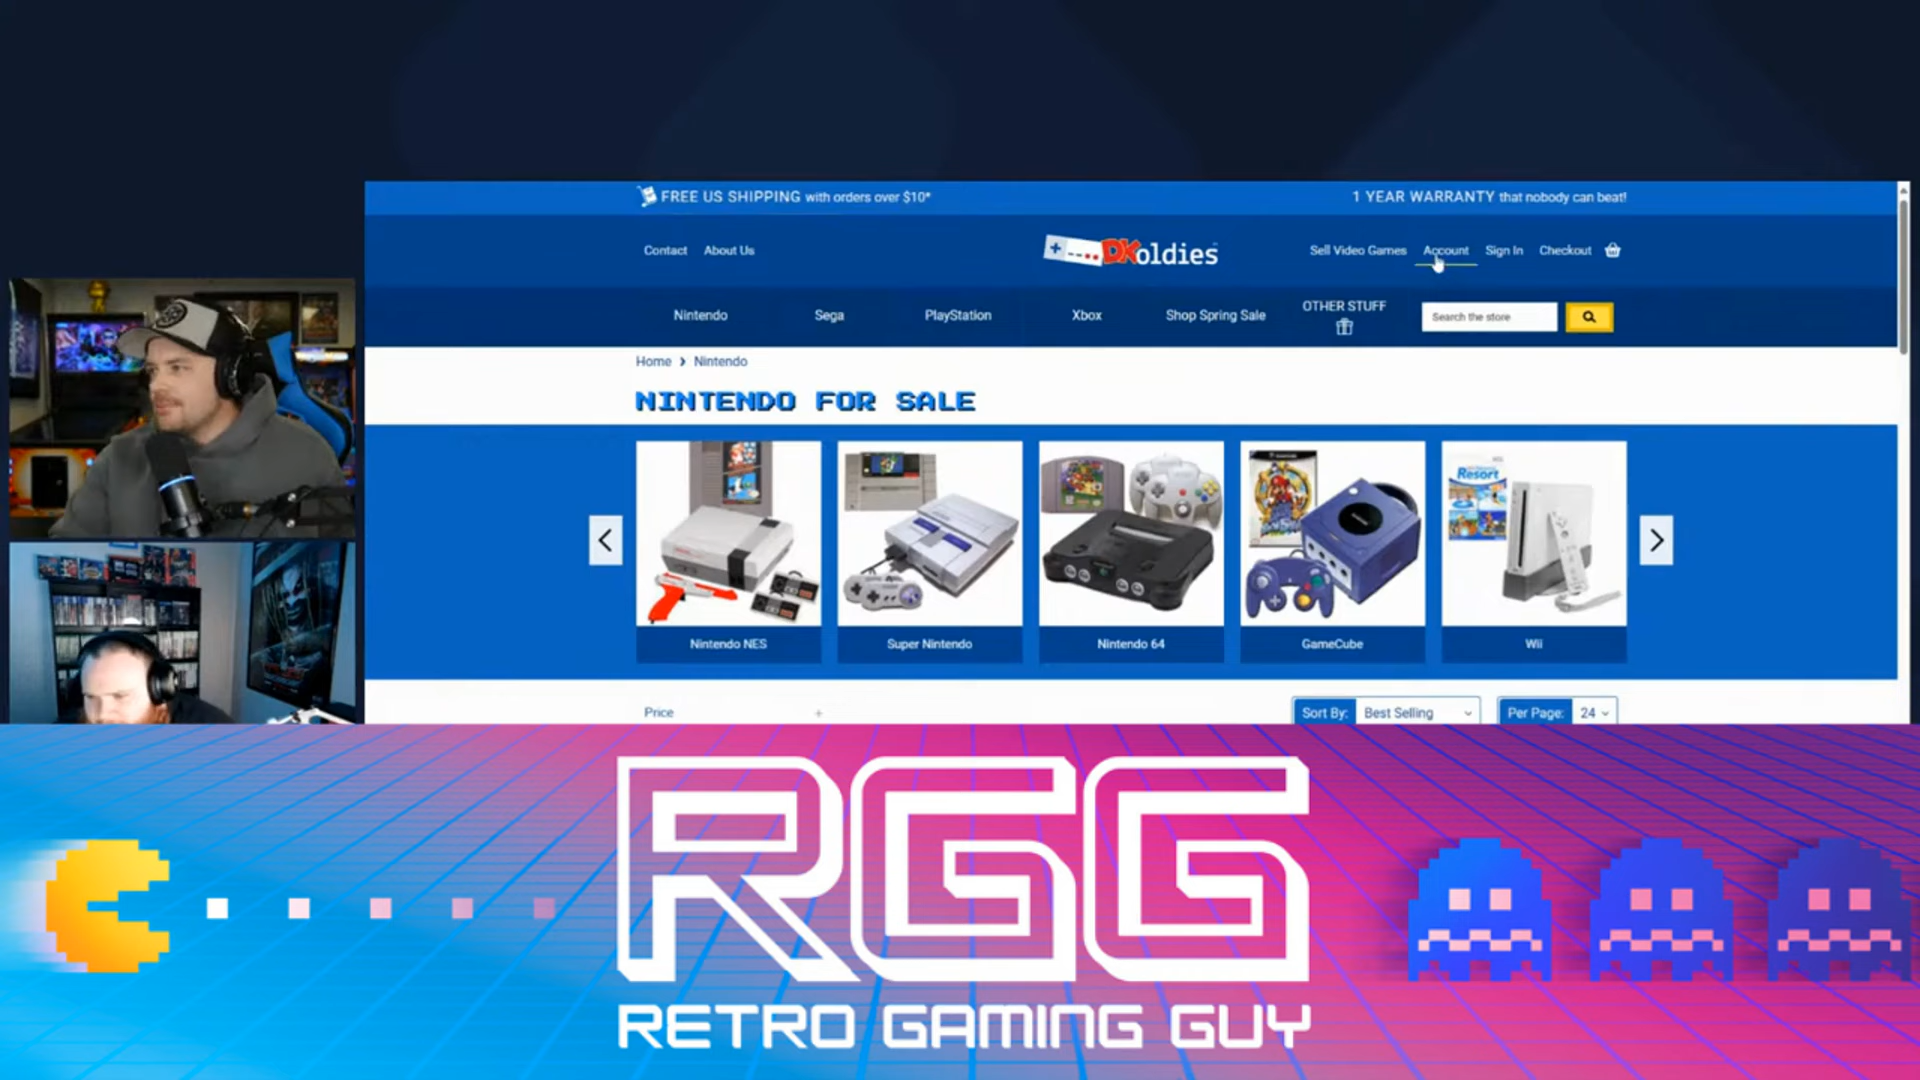 FREE US SHIPPING with orders over $10*
1 YEAR WARRANTY that nobody can beat!
Contact
About Us
DKoldies
Sell Video Games
Account
Sign In
Checkout
Nintendo
Sega
PlayStation
Xbox
Shop Spring Sale
OTHER STUFF
Search the store
Home > Nintendo
NINTENDO FOR SALE
Resort
Nintendo NES
Super Nintendo
Nintendo 64
GameCube
Wii
Price
+
Sort By:
Best Selling
Per Page:
24
RGG
RETRO GAMING GUY